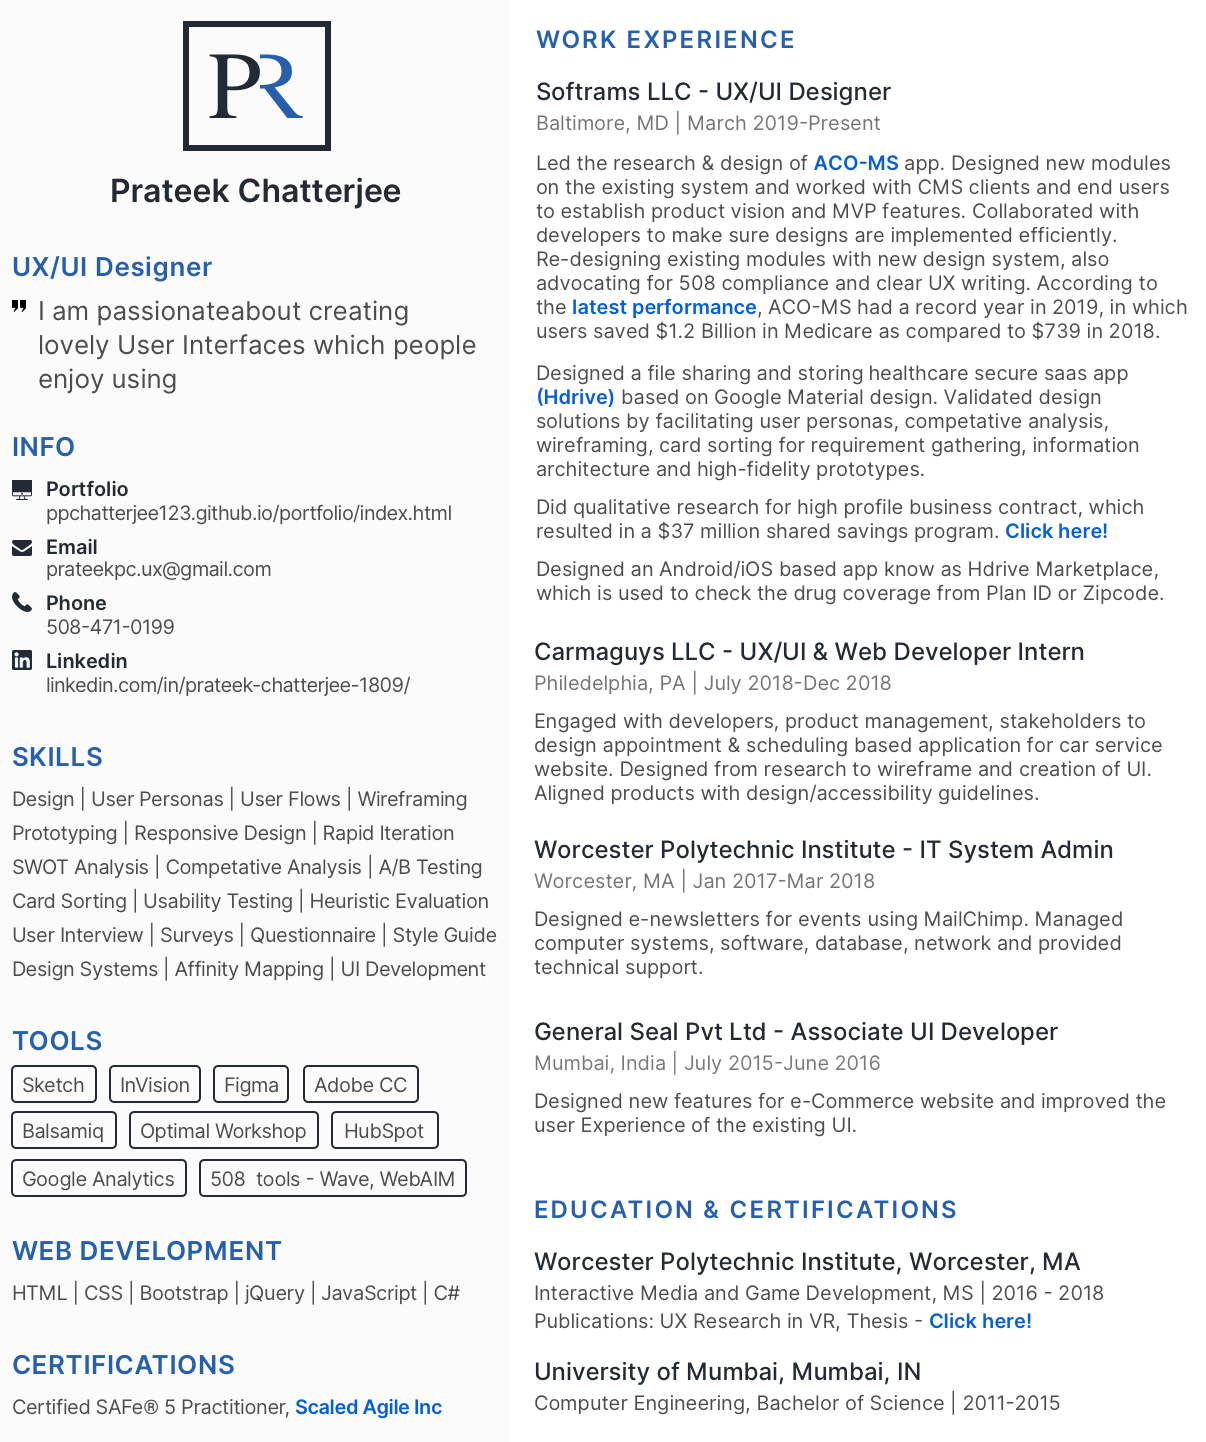 PR
Prateek Chatterjee
UX/UI Designer
❞ I am passionateabout creating
lovely User Interfaces which people
enjoy using
INFO
Portfolio
ppchatterjee123.github.io/portfolio/index.html
Email
prateekpc.ux@gmail.com
Phone
508-471-0199
Linkedin
linkedin.com/in/prateek-chatterjee-1809/
SKILLS
Design | User Personas | User Flows | Wireframing
Prototyping | Responsive Design | Rapid Iteration
SWOT Analysis | Competative Analysis | A/B Testing
Card Sorting | Usability Testing | Heuristic Evaluation
User Interview | Surveys | Questionnaire | Style Guide
Design Systems | Affinity Mapping | UI Development
TOOLS
Sketch InVision Figma Adobe CC
Balsamiq Optimal Workshop HubSpot
Google Analytics 508 tools - Wave, WebAIM
WEB DEVELOPMENT
HTML | CSS | Bootstrap | jQuery | JavaScript | C#
CERTIFICATIONS
Certified SAFe® 5 Practitioner, Scaled Agile Inc
WORK EXPERIENCE
Softrams LLC - UX/UI Designer
Baltimore, MD | March 2019-Present
Led the research & design of ACO-MS app. Designed new modules
on the existing system and worked with CMS clients and end users
to establish product vision and MVP features. Collaborated with
developers to make sure designs are implemented efficiently.
Re-designing existing modules with new design system, also
advocating for 508 compliance and clear UX writing. According to
the latest performance, ACO-MS had a record year in 2019, in which
users saved $1.2 Billion in Medicare as compared to $739 in 2018.
Designed a file sharing and storing healthcare secure saas app
(Hdrive) based on Google Material design. Validated design
solutions by facilitating user personas, competative analysis,
wireframing, card sorting for requirement gathering, information
architecture and high-fidelity prototypes.
Did qualitative research for high profile business contract, which
resulted in a $37 million shared savings program. Click here!
Designed an Android/iOS based app know as Hdrive Marketplace,
which is used to check the drug coverage from Plan ID or Zipcode.
Carmaguys LLC - UX/UI & Web Developer Intern
Philedelphia, PA | July 2018-Dec 2018
Engaged with developers, product management, stakeholders to
design appointment & scheduling based application for car service
website. Designed from research to wireframe and creation of UI.
Aligned products with design/accessibility guidelines.
Worcester Polytechnic Institute - IT System Admin
Worcester, MA | Jan 2017-Mar 2018
Designed e-newsletters for events using MailChimp. Managed
computer systems, software, database, network and provided
technical support.
General Seal Pvt Ltd - Associate UI Developer
Mumbai, India | July 2015-June 2016
Designed new features for e-Commerce website and improved the
user Experience of the existing UI.
EDUCATION & CERTIFICATIONS
Worcester Polytechnic Institute, Worcester, MA
Interactive Media and Game Development, MS | 2016 - 2018
Publications: UX Research in VR, Thesis - Click here!
University of Mumbai, Mumbai, IN
Computer Engineering, Bachelor of Science | 2011-2015